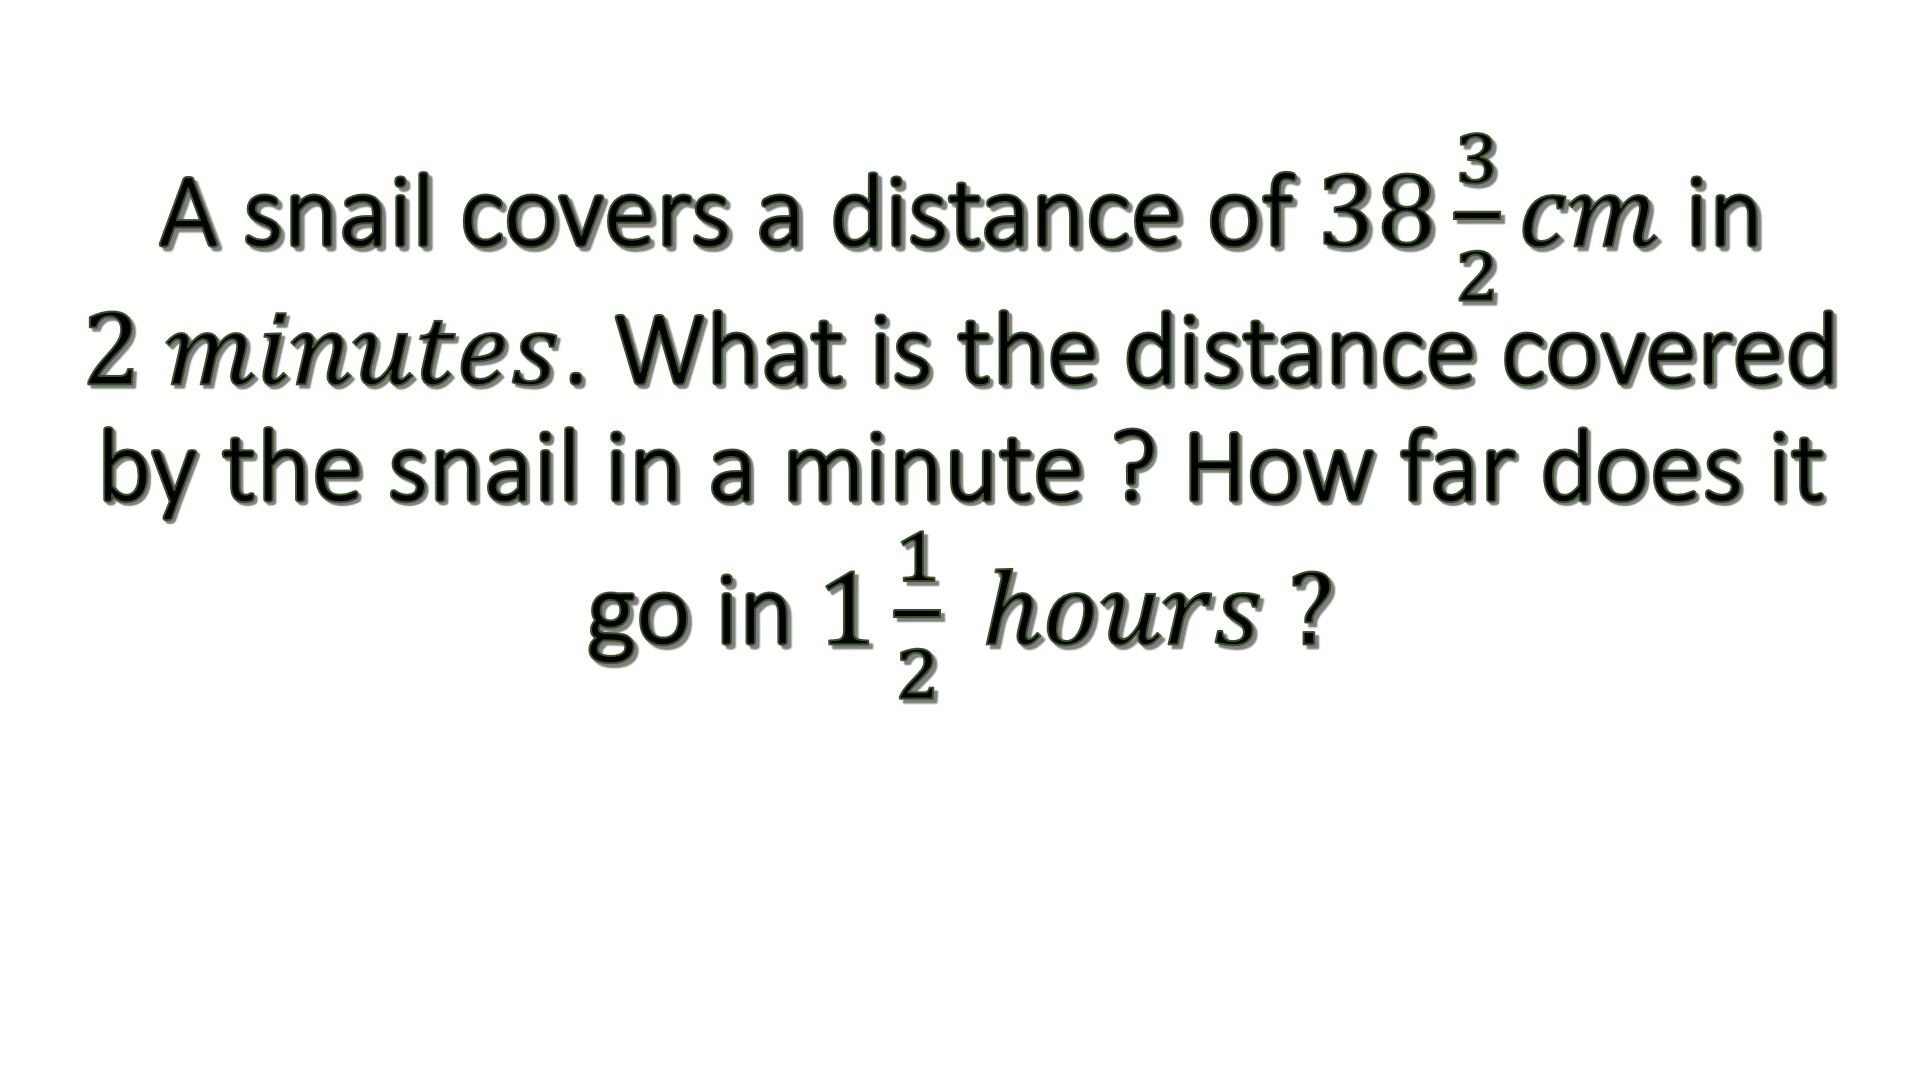 A snail covers a distance of 38 3/2 cm in
2 minutes. What is the distance covered
by the snail in a minute ? How far does it
go in 1 1/2 hours ?